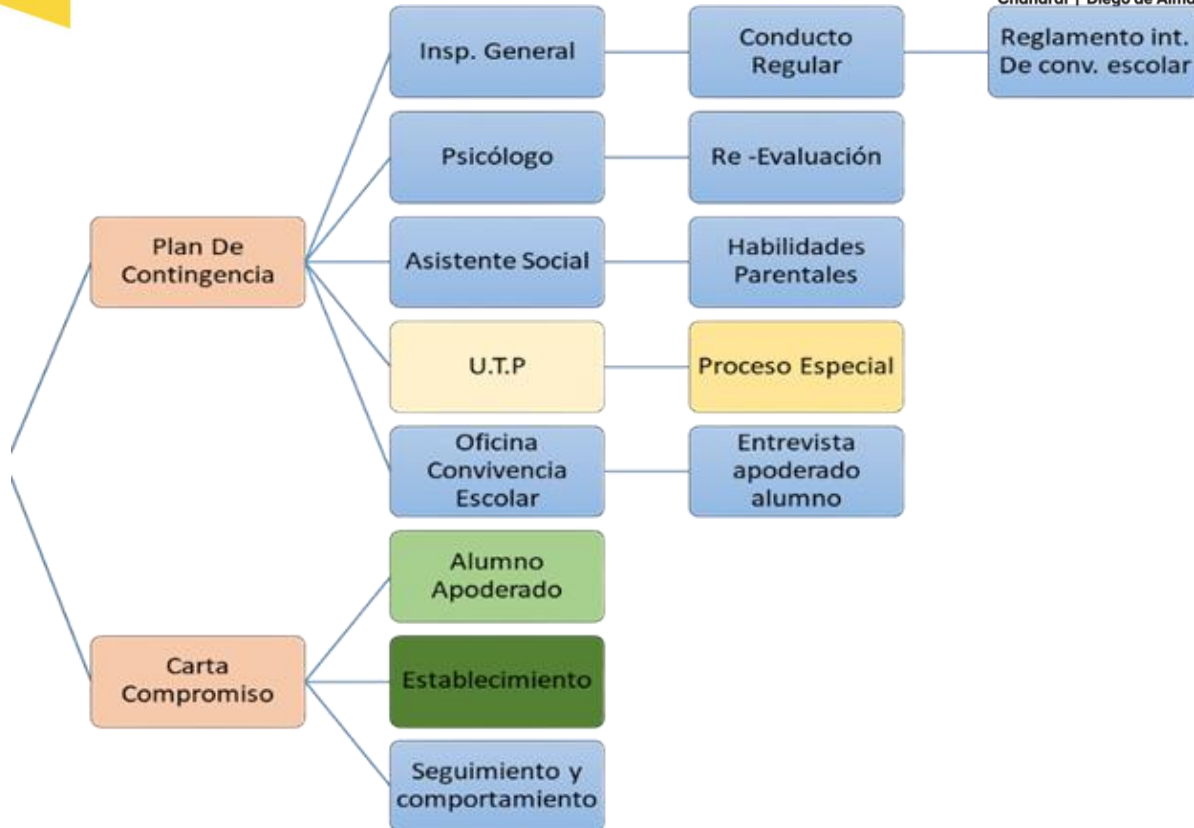 Insp. General
Conducto
Regular
Reglamento int.
De conv. escolar
Psicólogo
Re -Evaluación
Plan De
Contingencia
Asistente Social
Habilidades
Parentales
U.T.P
Proceso Especial
Oficina
Convivencia
Escolar
Entrevista
apoderado
alumno
Alumno
Apoderado
Carta
Compromiso
Establecimiento
Seguimiento y
comportamiento